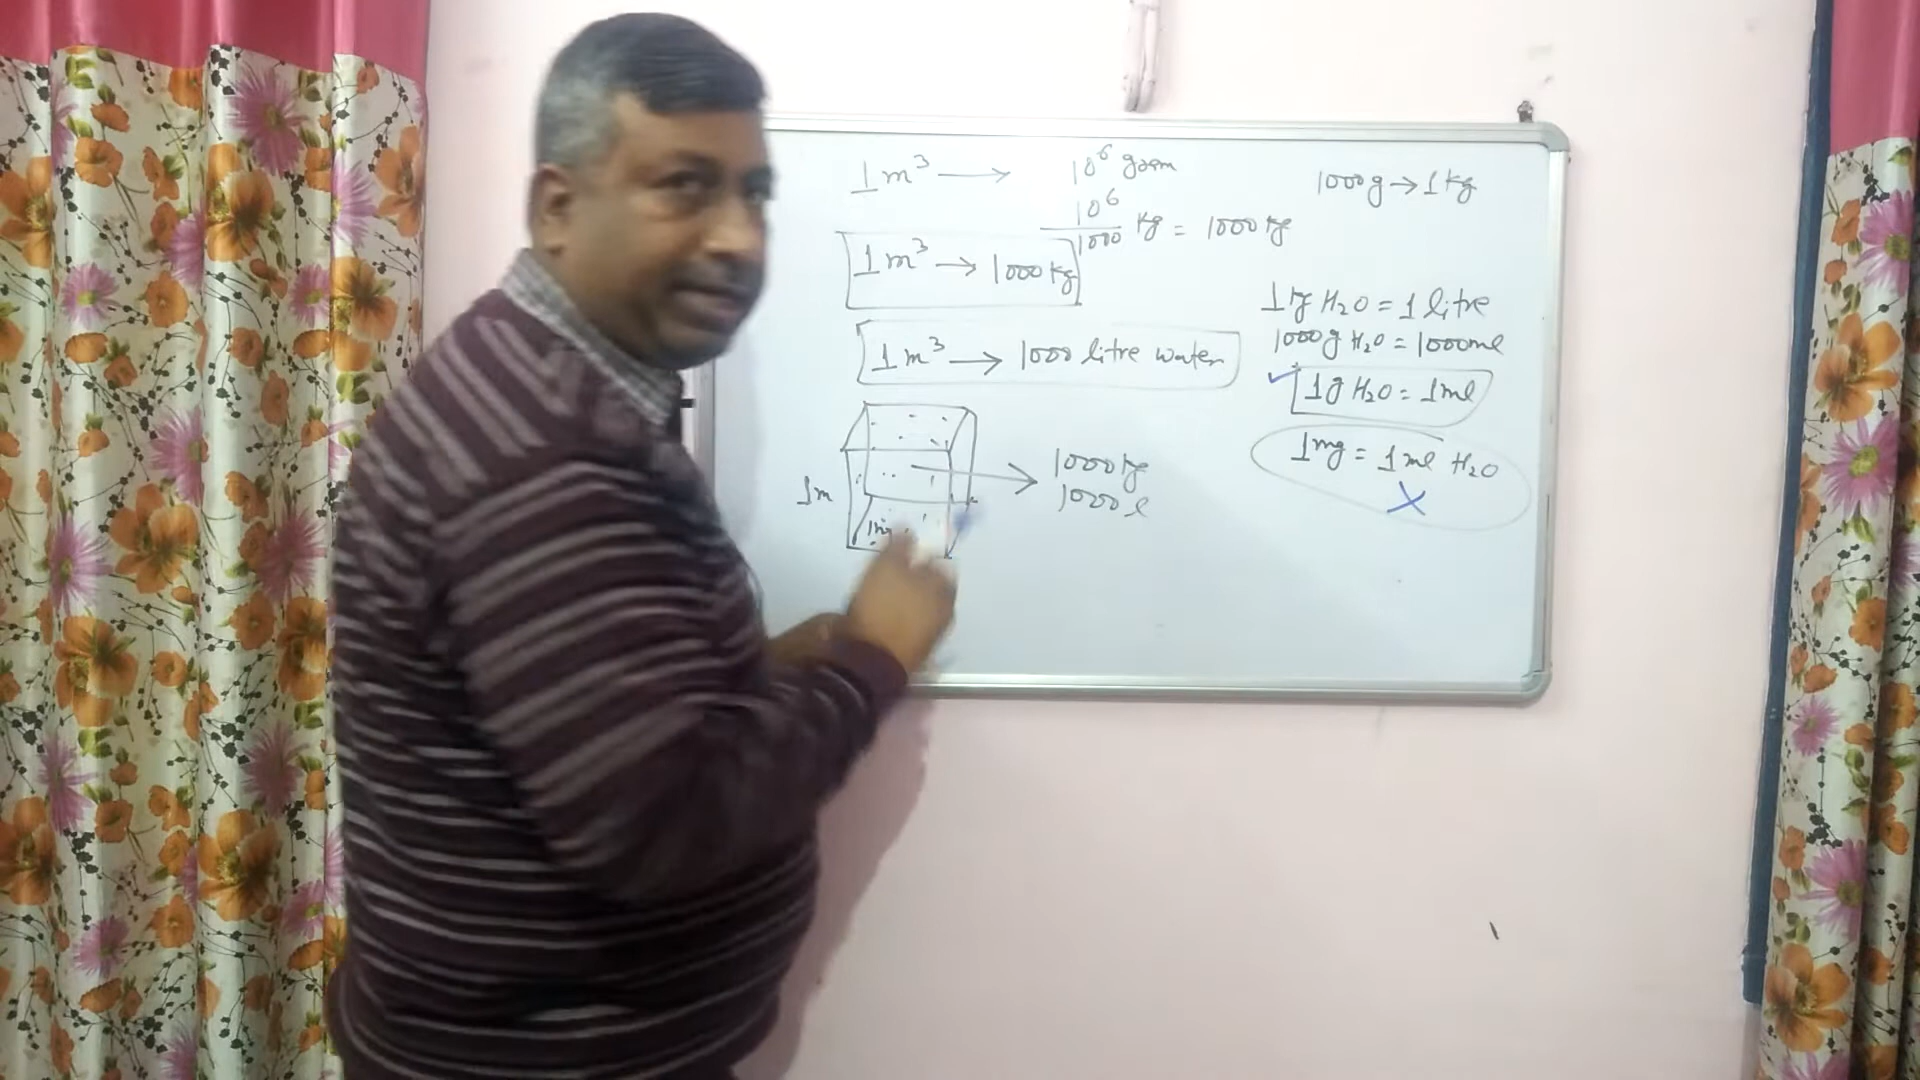 1 m³ → 10⁶ gram
10⁶/1000 kg = 1000 kg
1 m³ → 1000 kg
1 m³ → 1000 litre water
1m
1000 kg
1000 l
1000 g → 1 kg
1 kg H₂O = 1 litre
1000 g H₂O = 1000 ml
✓ 1 g H₂O = 1 ml
1 mg = 1 ml H₂O
X